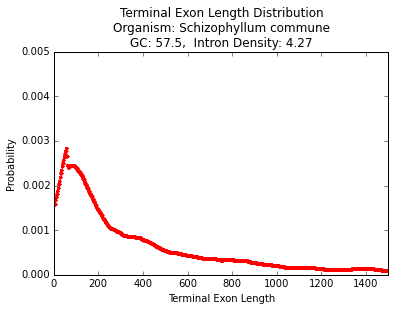 Terminal Exon Length Distribution
Organism: Schizophyllum commune
GC: 57.5,  Intron Density: 4.27
0.005
0.004
0.003
0.002
0.001
0.000
Probability
0
200
400
600
800
1000
1200
1400
Terminal Exon Length